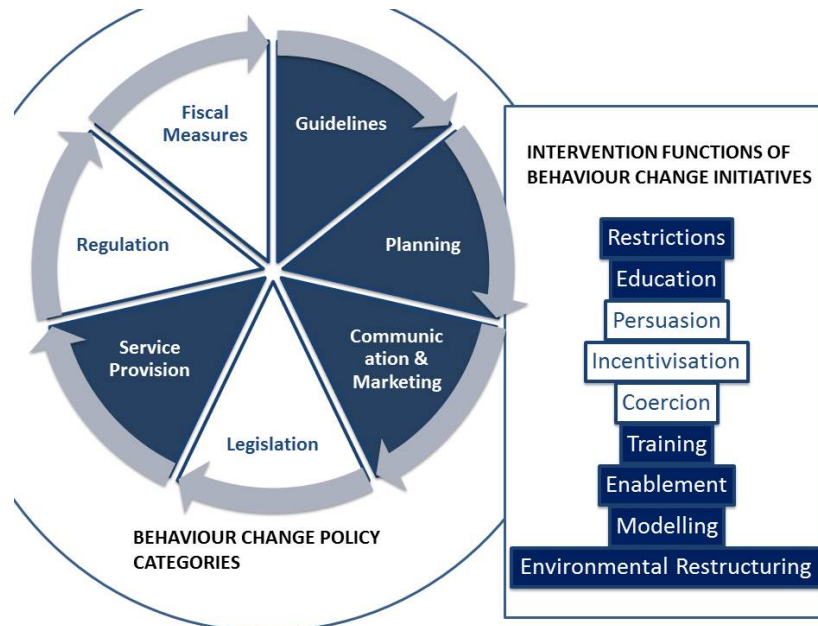 Fiscal
Measures
Guidelines
Planning
Communic
ation &
Marketing
Legislation
Service
Provision
Regulation
BEHAVIOUR CHANGE POLICY
CATEGORIES
INTERVENTION FUNCTIONS OF
BEHAVIOUR CHANGE INITIATIVES
Restrictions
Education
Persuasion
Incentivisation
Coercion
Training
Enablement
Modelling
Environmental Restructuring